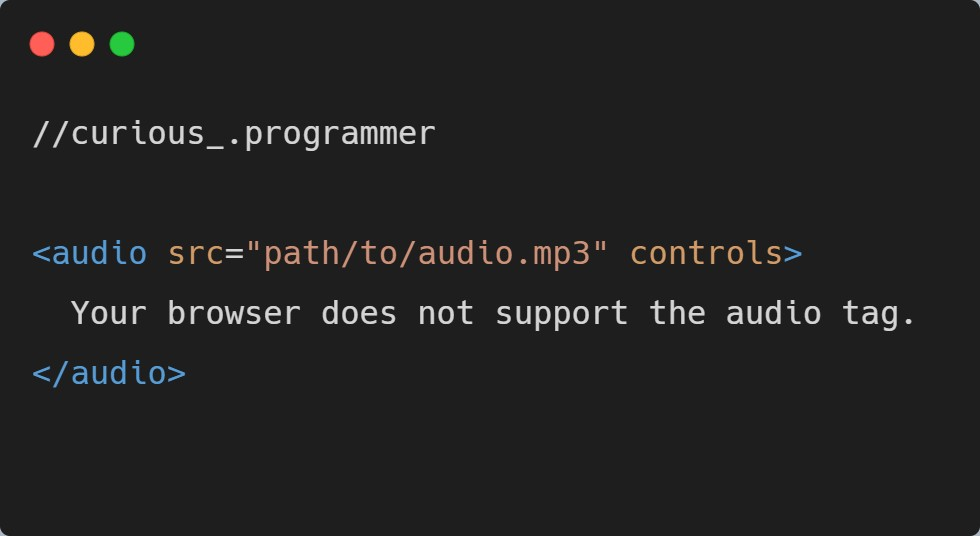 //curious_.programmer
<audio src="path/to/audio.mp3" controls>
Your browser does not support the audio tag.
</audio>